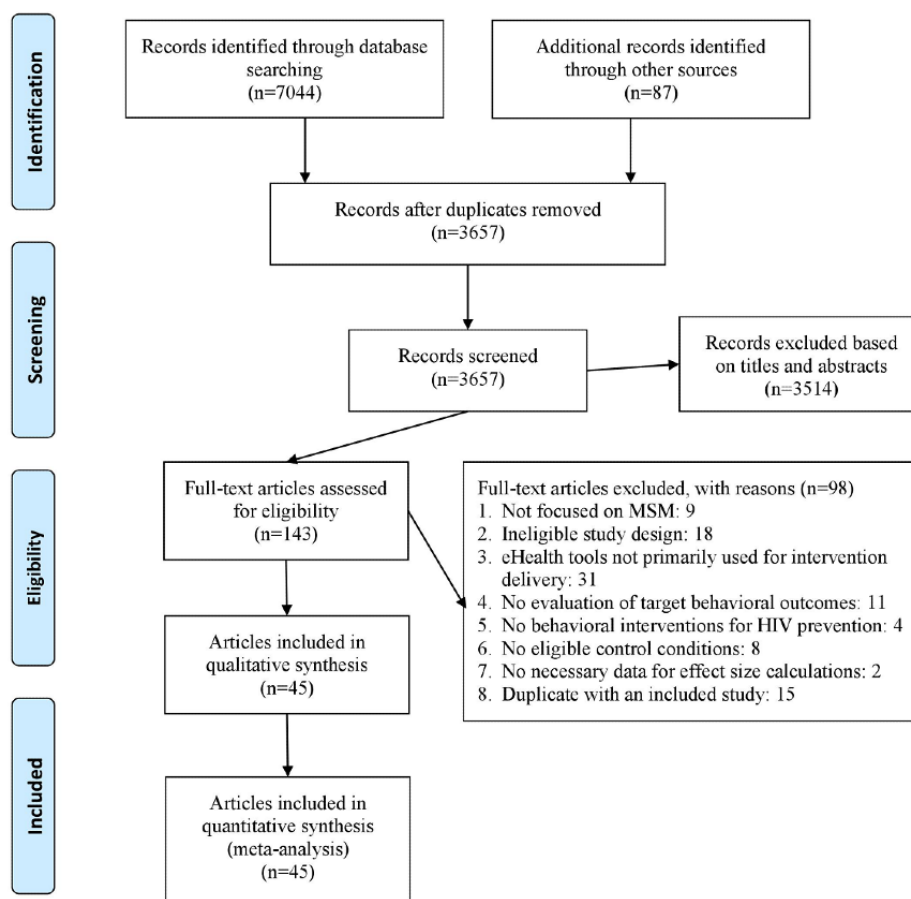 Identification
Records identified through database
searching
(n=7044)
Additional records identified
through other sources
(n=87)
Records after duplicates removed
(n=3657)
Screening
Records screened
(n=3657)
Records excluded based
on titles and abstracts
(n=3514)
Eligibility
Full-text articles assessed
for eligibility
(n=143)
Full-text articles excluded, with reasons (n=98)
1. Not focused on MSM: 9
2. Ineligible study design: 18
3. eHealth tools not primarily used for intervention
delivery: 31
4. No evaluation of target behavioral outcomes: 11
5. No behavioral interventions for HIV prevention: 4
6. No eligible control conditions: 8
7. No necessary data for effect size calculations: 2
8. Duplicate with an included study: 15
Articles included in
qualitative synthesis
(n=45)
Included
Articles included in
quantitative synthesis
(meta-analysis)
(n=45)